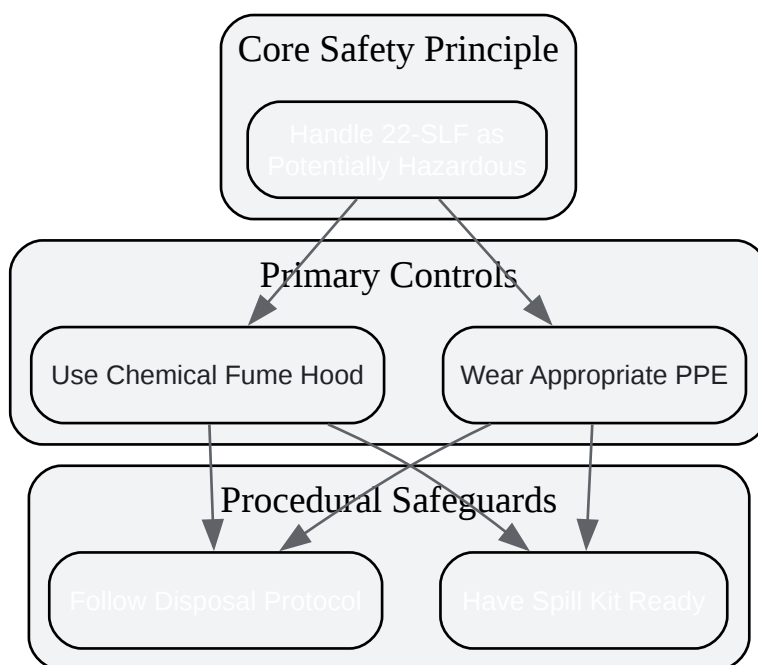 Core Safety Principle
Handle 22-SLF as
Potentially Hazardous
Primary Controls
Use Chemical Fume Hood
Wear Appropriate PPE
Procedural Safeguards
Follow Disposal Protocol
Have Spill Kit Ready